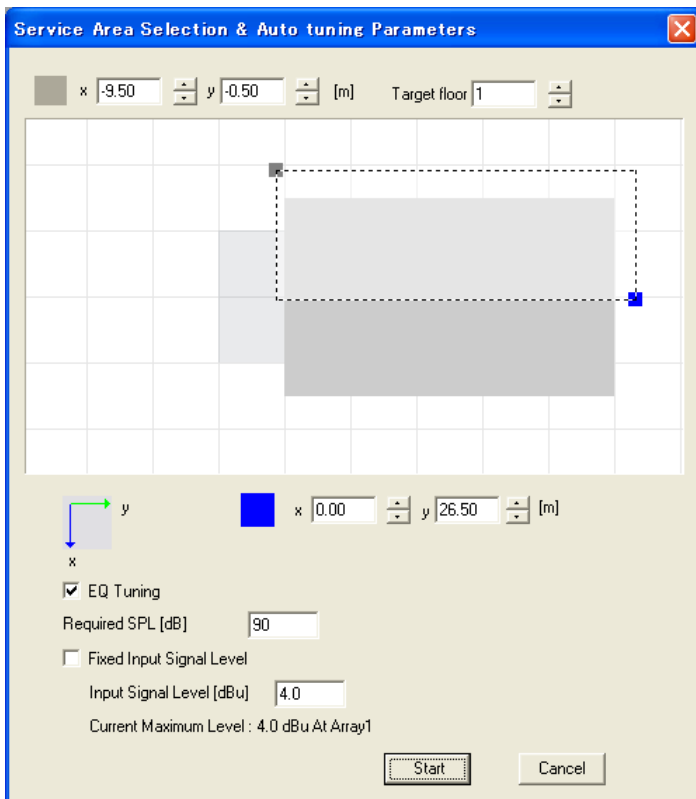 Service Area Selection & Auto tuning Parameters
x -9.50 y -0.50 [m] Target floor 1
y
x
x 0.00 y 26.50 [m]
EQ Tuning
Required SPL [dB] 90
Fixed Input Signal Level
Input Signal Level [dBu] 4.0
Current Maximum Level : 4.0 dBu At Array1
Start Cancel